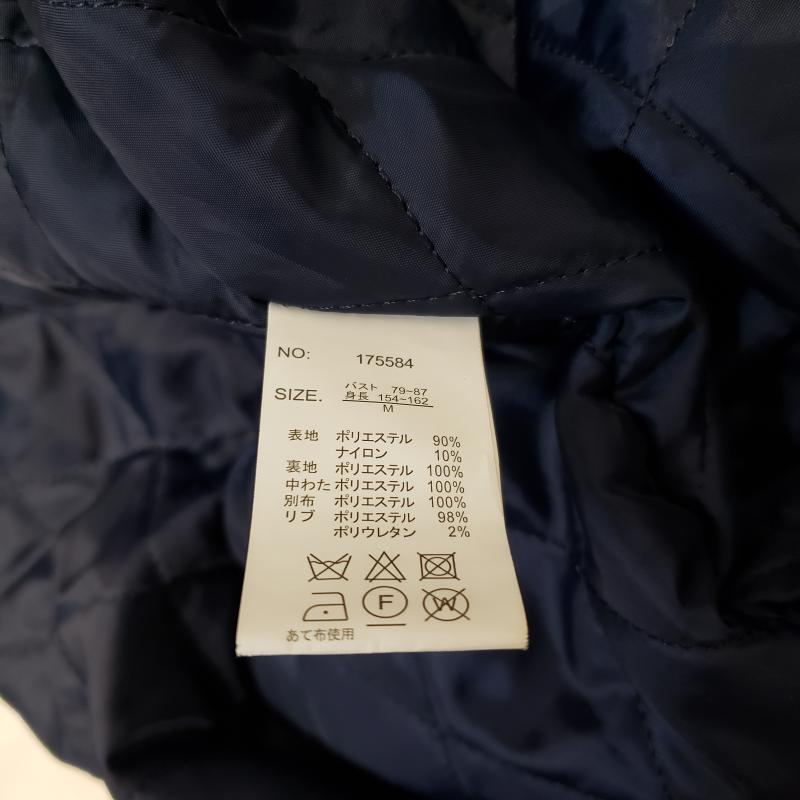 NO: 175584
SIZE. バスト 79~87
身長 154~162
M
表地 ポリエステル 90%
ナイロン 10%
裏地 ポリエステル 100%
中わた ポリエステル 100%
別布 ポリエステル 100%
リブ ポリエステル 98%
ポリウレタン 2%
F W
あて布使用